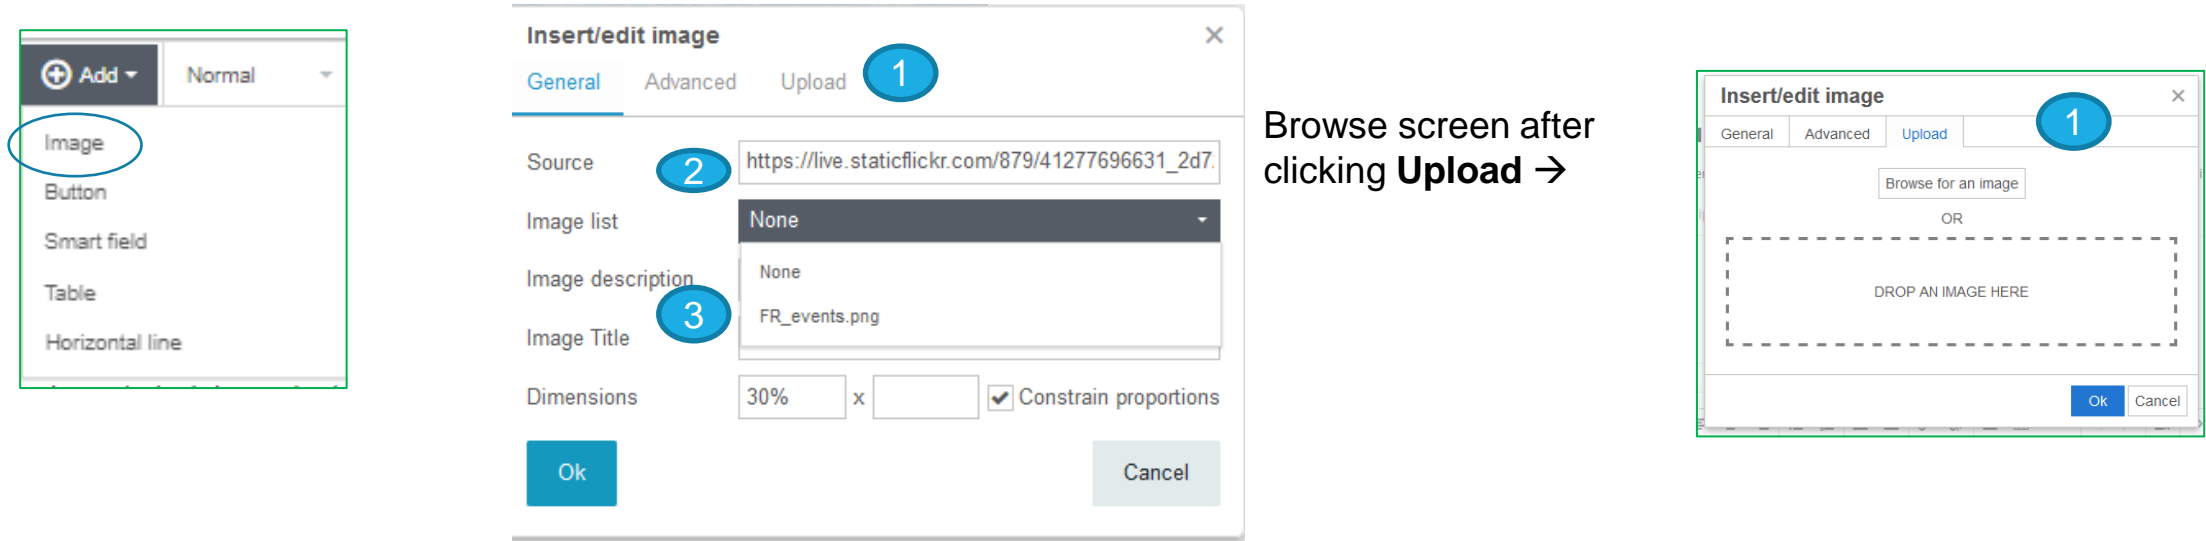 Add
Normal
Image
Button
Smart field
Table
Horizontal line
Insert/edit image
General Advanced Upload 1
Source 2 https://live.staticflickr.com/879/41277696631_2d7
Image list None
None
Image description
3 FR_events.png
Image Title
Dimensions 30% x Constrain proportions
Ok Cancel
Browse screen after
clicking Upload →
Insert/edit image
1
General Advanced Upload
Browse for an image
OR
DROP AN IMAGE HERE
Ok Cancel